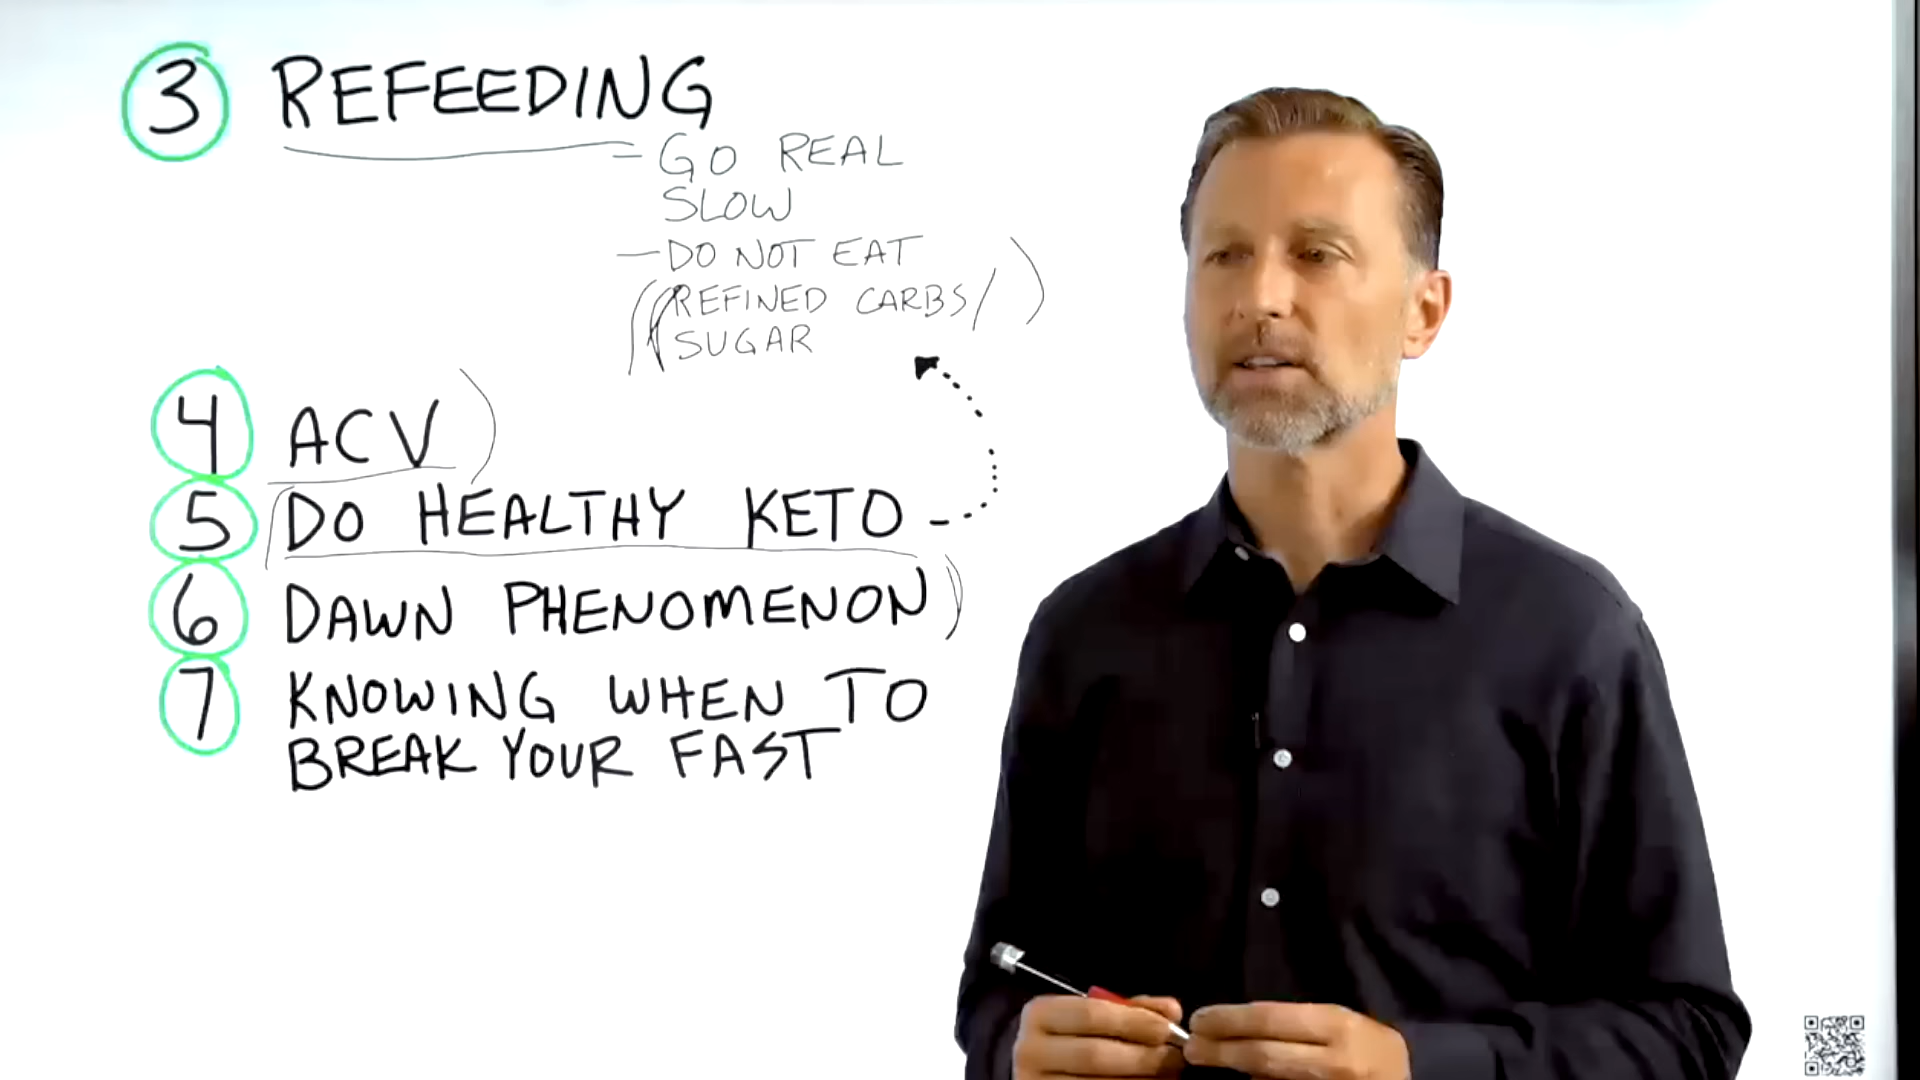 3 REFEEDING
- GO REAL
SLOW
- DO NOT EAT
REFINED CARBS/
SUGAR
4 ACV
5 DO HEALTHY KETO
6 DAWN PHENOMENON
7 KNOWING WHEN TO
BREAK YOUR FAST